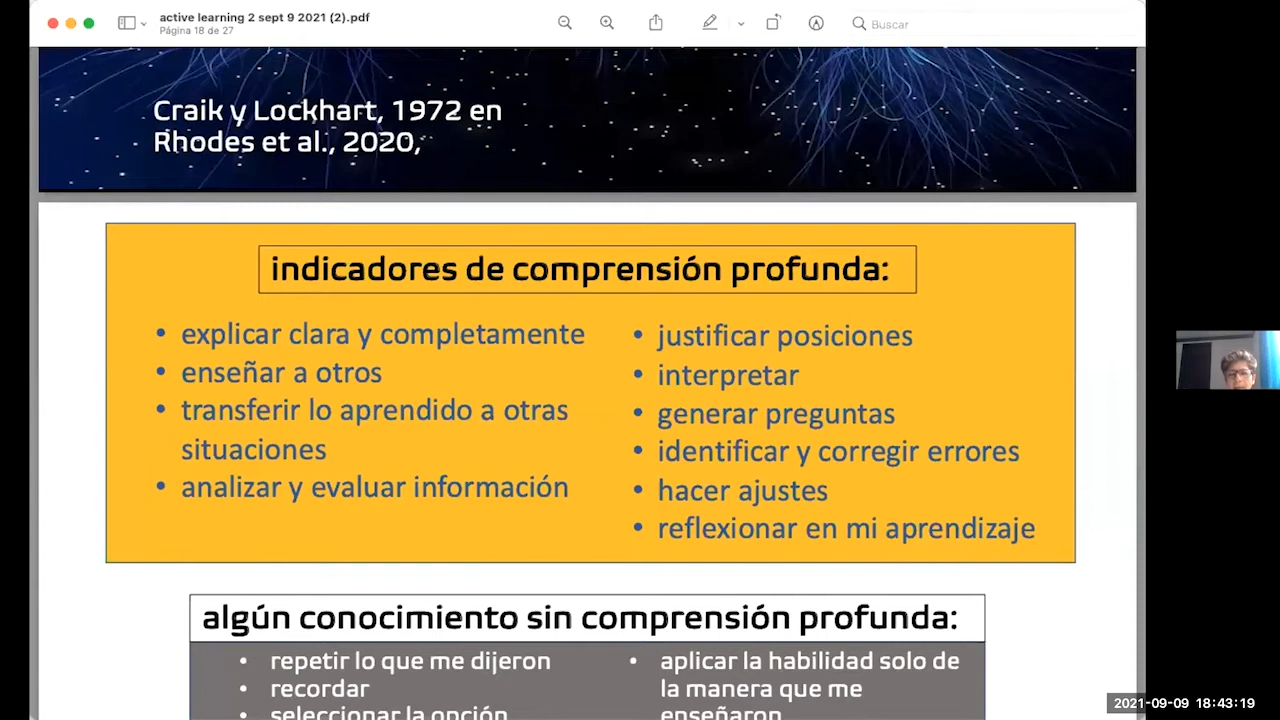 active learning 2 sept 9 2021 (2).pdf
Página 18 de 27
Buscar
Craik y Lockhart, 1972 en
Rhodes et al., 2020,
indicadores de comprensión profunda:
• explicar clara y completamente
• enseñar a otros
• transferir lo aprendido a otras
situaciones
• analizar y evaluar información
• justificar posiciones
• interpretar
• generar preguntas
• identificar y corregir errores
• hacer ajustes
• reflexionar en mi aprendizaje
algún conocimiento sin comprensión profunda:
• repetir lo que me dijeron
• recordar
• seleccionar la opción
• aplicar la habilidad solo de
la manera que me
enseñaron
2021-09-09 18:43:19